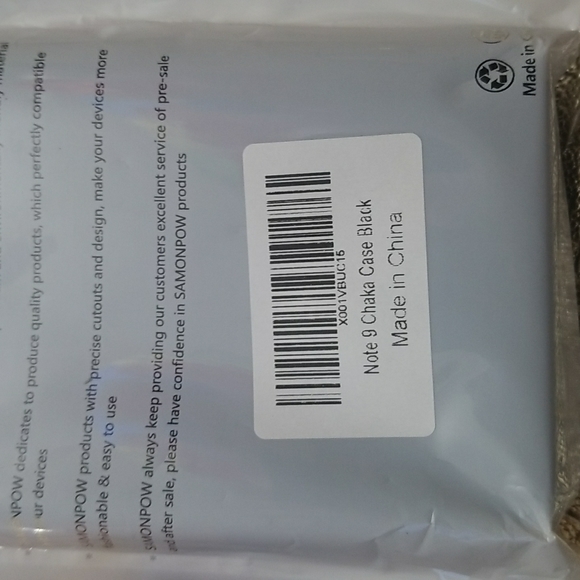 NPOW dedicates to produce quality products, which perfectly compatible
ur devices
SAMONPOW products with precise cutouts and design, make your devices more
onable & easy to use
SAMONPOW always keep providing our customers excellent service of pre-sale
and after sale, please have confidence in SAMONPOW products
X001VBUC15
Note 9 Chaka Case Black
Made in China
Made in C